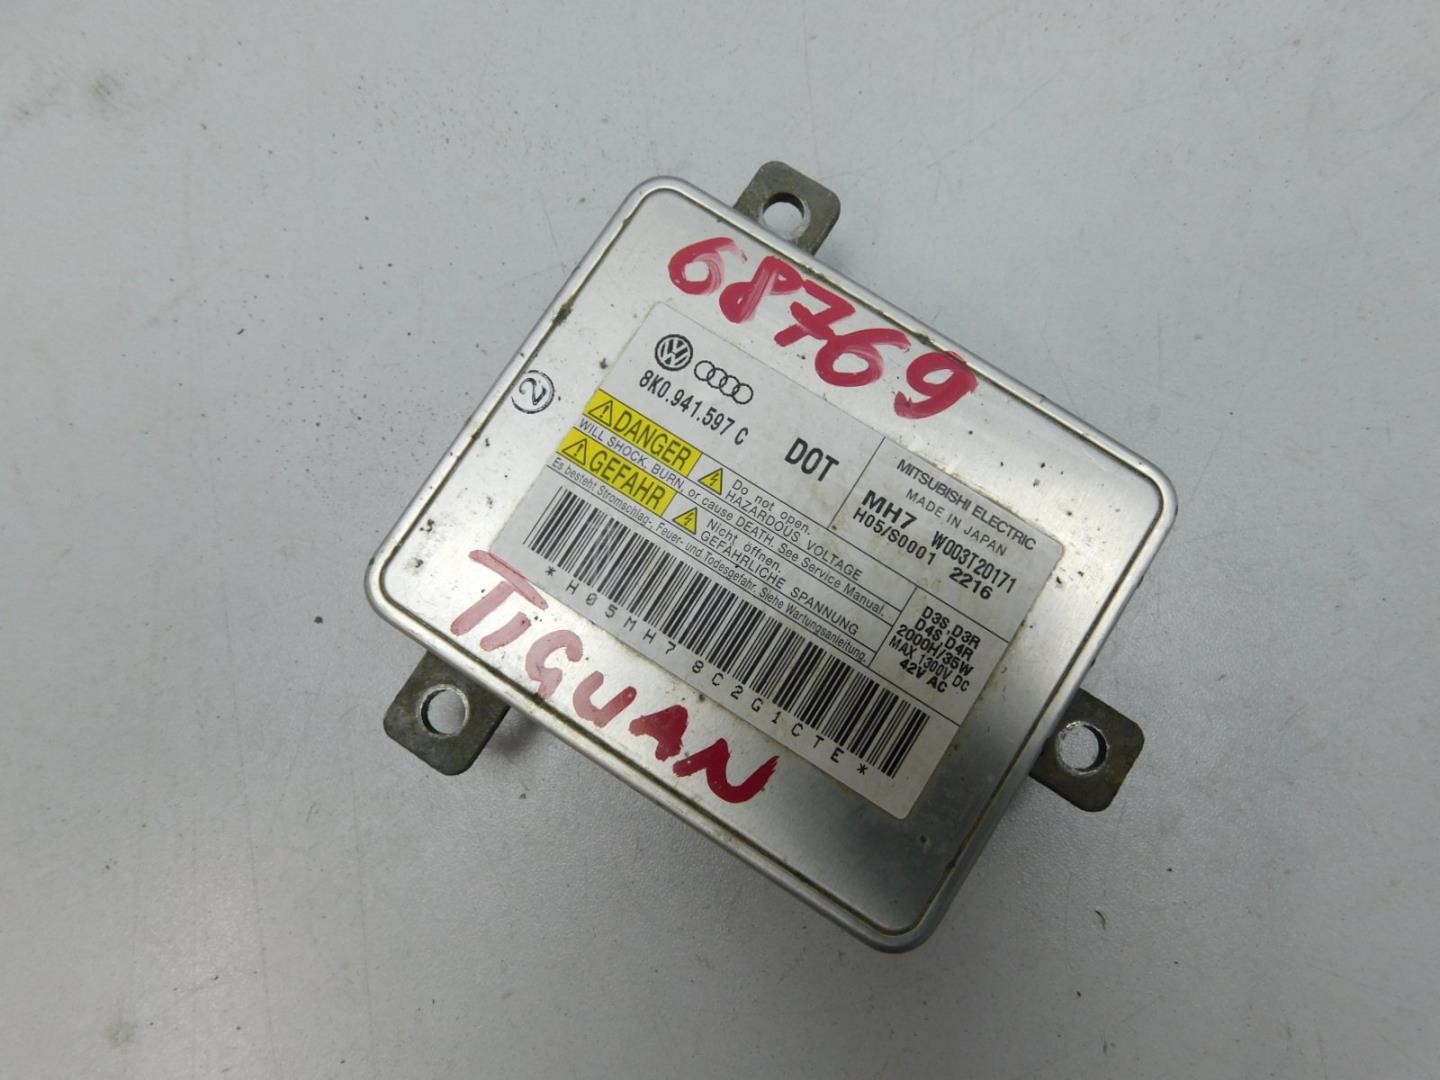 68769
8K0.941.597 C
DOT
②
DANGER
WILL SHOCK, BURN or cause DEATH. See Service Manual.
Do not open.
HAZARDOUS VOLTAGE
GEFAHR
Es besteht Stromschlag-, Feuer- und Todesgefahr. Siehe Wartungsanleitung.
Nicht öffnen.
GEFÄHRLICHE SPANNUNG
MITSUBISHI ELECTRIC
MADE IN JAPAN
MH7 W003T20171
H05/S0001 2216
D3S,D3R
D4S,D4R
2000H/35W
MAX 1300V DC
42V AC
*H05MH78C2G1CTE*
TIGUAN